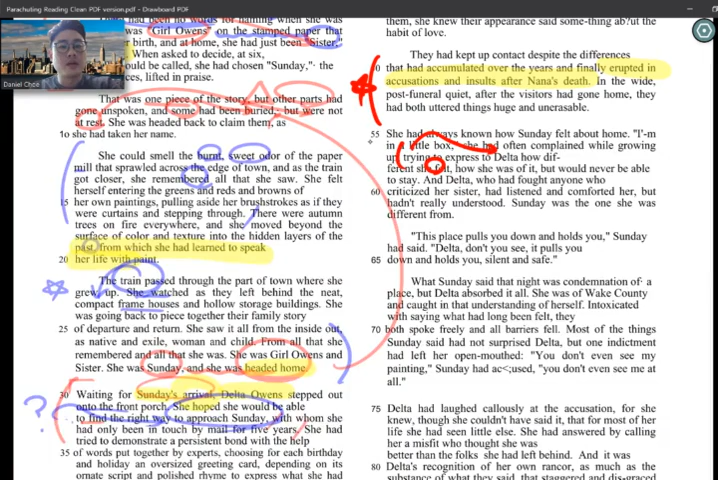 Parachuting Reading Clean PDF version.pdf - Drawboard PDF
Daniel Choe
had been no words for naming when she was
was "Girl Owens" on the stamped paper that
birth, and at home, she had just been "Sister."
When asked to decide, at six,
ould be called, she had chosen "Sunday,"· the
ces, lifted in praise.
That was one piece of the story, but other parts had
gone unspoken, and some had been buried, but were not
at rest. She was headed back to claim them, as
10 she had taken her name.
She could smell the burnt, sweet odor of the paper
mill that sprawled across the edge of town, and as the train
got closer, she remembered all that she saw. She felt
herself entering the greens and reds and browns of
15 her own paintings, pulling aside her brushstrokes as if they
were curtains and stepping through. There were autumn
trees on fire everywhere, and she moved beyond the
surface of color and texture into the hidden layers of the
past, from which she had learned to speak
20 her life with paint.
The train passed through the part of town where she
grew up. She watched as they left behind the neat,
compact frame houses and hollow storage buildings. She
was going back to piece together their family story
25 of departure and return. She saw it all from the inside out,
as native and exile, woman and child. From all that she
remembered and all that she was. She was Girl Owens and
Sister. She was Sunday, and she was headed home.
30 Waiting for Sunday's arrival, Delta Owens stepped out
onto the front porch. She hoped she would be able
to find the right way to approach Sunday, with whom she
had only been in touch by mail for five years. She had
tried to demonstrate a persistent bond with the help
35 of words put together by experts, choosing for each birthday
and holiday an oversized greeting card, depending on its
ornate script and polished rhyme to express what she had
them, she knew their appearance said some-thing ab?ut the
habit of love.
They had kept up contact despite the differences
0 that had accumulated over the years and finally erupted in
accusations and insults after Nana's death. In the wide,
post-funeral quiet, after the visitors had gone home, they
had both uttered things huge and unerasable.
55 She had always known how Sunday felt about home. "I'-m
in a little box," she had often complained while growing
up, trying to express to Delta how dif-
ferent she felt, how she was of it, but would never be able
to stay. And Delta, who had fought anyone who
60 criticized her sister, had listened and comforted her, but
hadn't really understood. Sunday was the one she was
different from.
"This place pulls you down and holds you," Sunday
had said. "Delta, don't you see, it pulls you
65 down and holds you, silent and safe."
What Sunday said that night was condemnation of· a
place, but Delta absorbed it all. She was of Wake County
and caught in that understanding of herself. Intoxicated
with saying what had long been felt, they
70 both spoke freely and all barriers fell. Most of the things
Sunday said had not surprised Delta, but one indictment
had left her open-mouthed: "You don't even see my
painting," Sunday had ac<;used, "you don't even see me at
all."
75 Delta had laughed callously at the accusation, for she
knew, though she couldn't have said it, that for most of her
life she had seen little else. She had answered by calling
her a misfit who thought she was
better than the folks she had left behind. And it was
80 Delta's recognition of her own rancor, as much as the
substance of what they said, that staggered and dis-graced